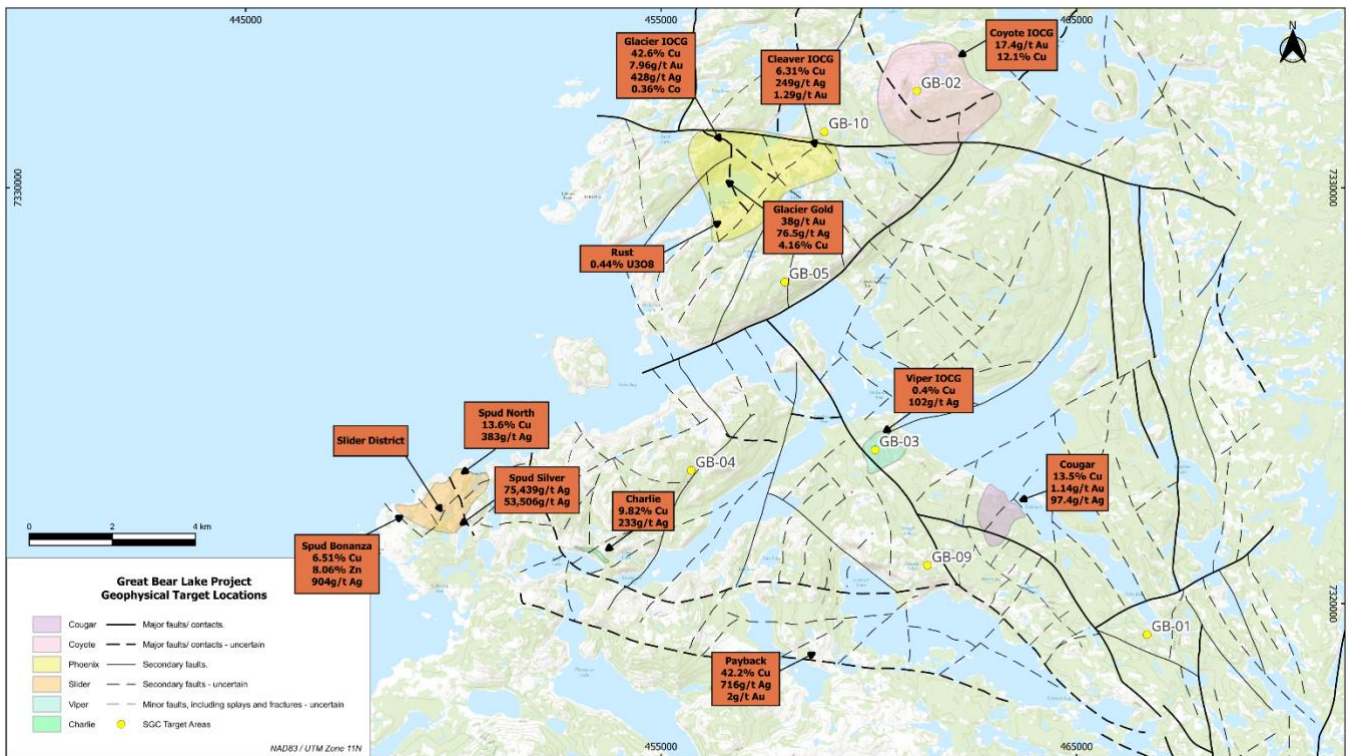 445000
455000
465000
N
Glacier IOCG
42.6% Cu
7.96g/t Au
428g/t Ag
0.36% Co
Cleaver IOCG
6.31% Cu
249g/t Ag
1.29g/t Au
Coyote IOCG
17.4g/t Au
12.1% Cu
GB-02
GB-10
7330000
7330000
Glacier Gold
38g/t Au
76.5g/t Ag
4.16% Cu
Rust
0.44% U3O8
GB-05
Viper IOCG
0.4% Cu
102g/t Ag
GB-03
Spud North
13.6% Cu
383g/t Ag
Slider District
GB-04
Spud Silver
75,439g/t Ag
53,506g/t Ag
Charlie
9.82% Cu
233g/t Ag
Cougar
13.5% Cu
1.14g/t Au
97.4g/t Ag
0 2 4 km
Spud Bonanza
6.51% Cu
8.06% Zn
904g/t Ag
GB-09
7320000
GB-01
Payback
42.2% Cu
716g/t Ag
2g/t Au
Great Bear Lake Project
Geophysical Target Locations
Cougar Major faults/ contacts.
Coyote Major faults/ contacts - uncertain
Phoenix Secondary faults.
Slider Secondary faults - uncertain
Viper Minor faults, including splays and fractures - uncertain
Charlie SGC Target Areas
NAD83 / UTM Zone 11N
455000
465000